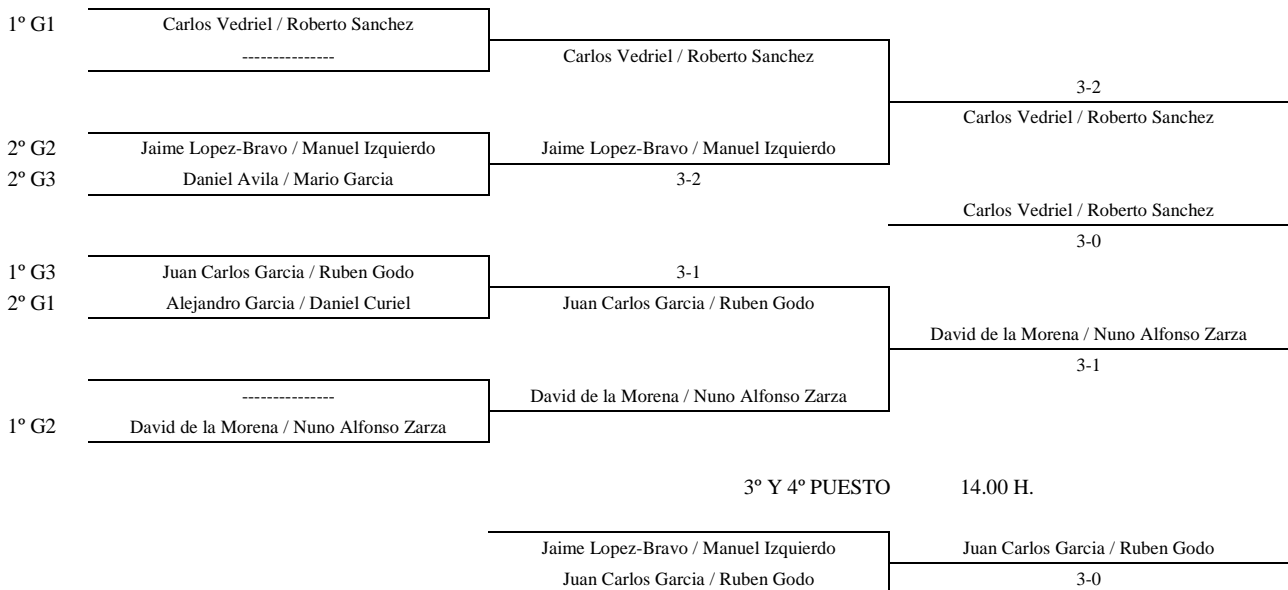 1º G1 Carlos Vedriel / Roberto Sanchez
--------------- Carlos Vedriel / Roberto Sanchez
3-2
Carlos Vedriel / Roberto Sanchez
2º G2 Jaime Lopez-Bravo / Manuel Izquierdo Jaime Lopez-Bravo / Manuel Izquierdo
2º G3 Daniel Avila / Mario Garcia 3-2
Carlos Vedriel / Roberto Sanchez
3-0
1º G3 Juan Carlos Garcia / Ruben Godo 3-1
2º G1 Alejandro Garcia / Daniel Curiel Juan Carlos Garcia / Ruben Godo
David de la Morena / Nuno Alfonso Zarza
3-1
--------------- David de la Morena / Nuno Alfonso Zarza
1º G2 David de la Morena / Nuno Alfonso Zarza
3º Y 4º PUESTO 14.00 H.
Jaime Lopez-Bravo / Manuel Izquierdo Juan Carlos Garcia / Ruben Godo
Juan Carlos Garcia / Ruben Godo 3-0